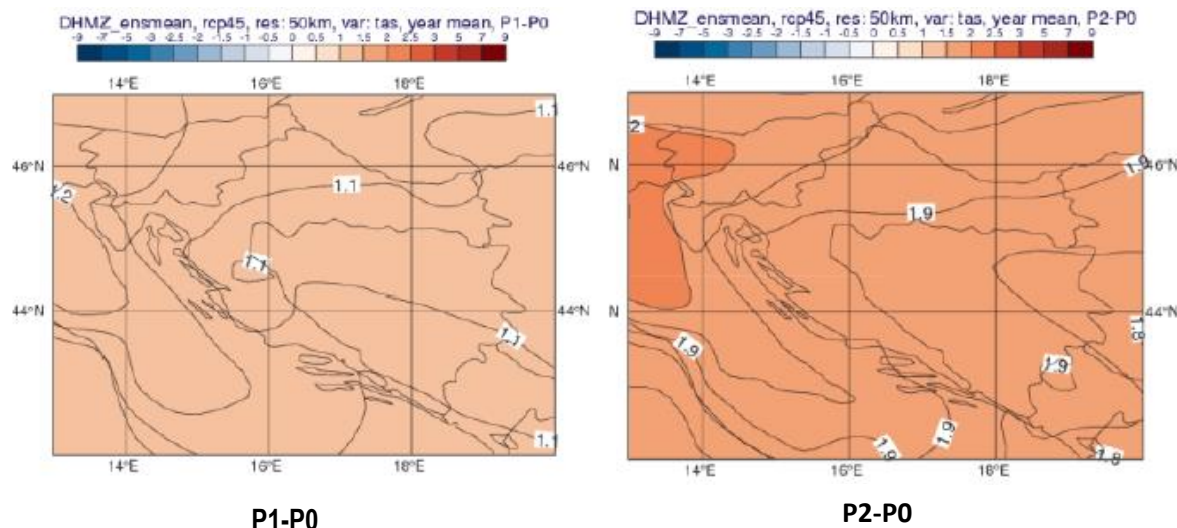 DHMZ_ensmean, rcp45, res: 50km, var: tas, year mean, P1-P0
-9 -7 -5 -3 -2.5 -2 -1.5 -1 -0.5 0 0.5 1 1.5 2 2.5 3 5 7 9
14°E 16°E 18°E
1.1
46°N 46°N
1.2
1.1
1.1
44°N 44°N
1.1
1.1
14°E 16°E 18°E
P1-P0
DHMZ_ensmean, rcp45, res: 50km, var: tas, year mean, P2-P0
-9 -7 -5 -3 -2.5 -2 -1.5 -1 -0.5 0 0.5 1 1.5 2 2.5 3 5 7 9
14°E 16°E 18°E
2
N 46°N
1.9
1.9
N 44°N
1.8
1.9
1.9
1.9
1.9
1.8
14°E 16°E 18°E
P2-P0